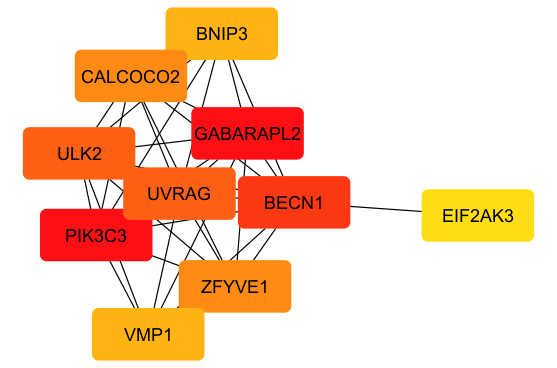 BNIP3
CALCOCO2
GABARAPL2
ULK2
UVRAG
BECN1
EIF2AK3
PIK3C3
ZFYVE1
VMP1